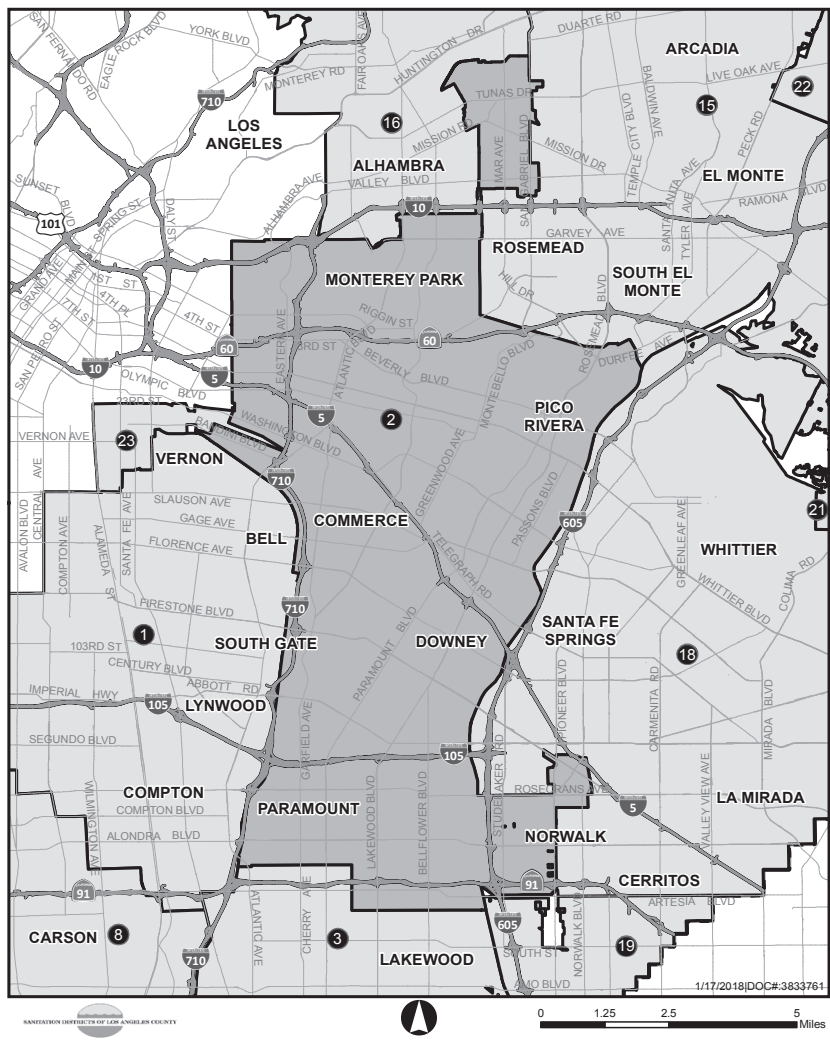 SAN FERNANDO RD
EAGLE ROCK BLVD
YORK BLVD
FAIR OAKS AVE
HUNTINGTON DR
DUARTE RD
ARCADIA
MONTEREY RD
LIVE OAK AVE
22
710
TUNAS DR
BALDWIN AVE
15
LOS
ANGELES
16
MISSION RD
MAR AVE
SAN GABRIEL BLVD
MISSION DR
TEMPLE CITY BLVD
PECK RD
ALHAMBRA
VALLEY BLVD
EL MONTE
SUNSET BLVD
SANTA ANITA AVE
RAMONA BLVD
ALHAMBRA AVE
10
101
MAIN ST
SPRING ST
DALY ST
TYLER AVE
GARVEY AVE
ROSEMEAD
GRAND AVE
1ST ST
MONTEREY PARK
SOUTH EL
MONTE
4TH PL
HILL DR
7TH ST
4TH ST
RIGGIN ST
ROSEMEAD BLVD
SAN PEDRO ST
EASTERN AVE
60
3RD ST
60
ATLANTIC BLVD
DURFEE AVE
10
5
BEVERLY BLVD
MONTEBELLO BLVD
OLYMPIC BLVD
23RD ST
5
2
PICO
RIVERA
WASHINGTON BLVD
BANDINI BLVD
VERNON AVE
23
VERNON
GREENWOOD AVE
710
PASSONS BLVD
AVALON BLVD
CENTRAL AVE
SLAUSON AVE
21
COMPTON AVE
ALAMEDA ST
SANTA FE AVE
GAGE AVE
COMMERCE
605
GREENLEAF AVE
BELL
FLORENCE AVE
WHITTIER
TELEGRAPH RD
COLIMA RD
WHITTIER BLVD
FIRESTONE BLVD
710
1
SOUTH GATE
PARAMOUNT BLVD
DOWNEY
SANTA FE
SPRINGS
103RD ST
18
CENTURY BLVD
ABBOTT RD
PIONEER BLVD
CARMENITA RD
MIRADA BLVD
IMPERIAL HWY
105
LYNWOOD
GARFIELD AVE
SEGUNDO BLVD
STUDEBAKER RD
105
VALLEY VIEW AVE
COMPTON
ROSECRANS AVE
LA MIRADA
WILMINGTON AVE
COMPTON BLVD
PARAMOUNT
LAKEWOOD BLVD
BELLFLOWER BLVD
5
ALONDRA BLVD
NORWALK
91
91
CERRITOS
ATLANTIC AVE
CHERRY AVE
NORWALK BLVD
ARTESIA BLVD
605
CARSON
8
3
19
710
LAKEWOOD
SOUTH ST
AMO BLVD
1/17/2018|DOC#:3833761
SANITATION DISTRICTS OF LOS ANGELES COUNTY
0 1.25 2.5 5
Miles